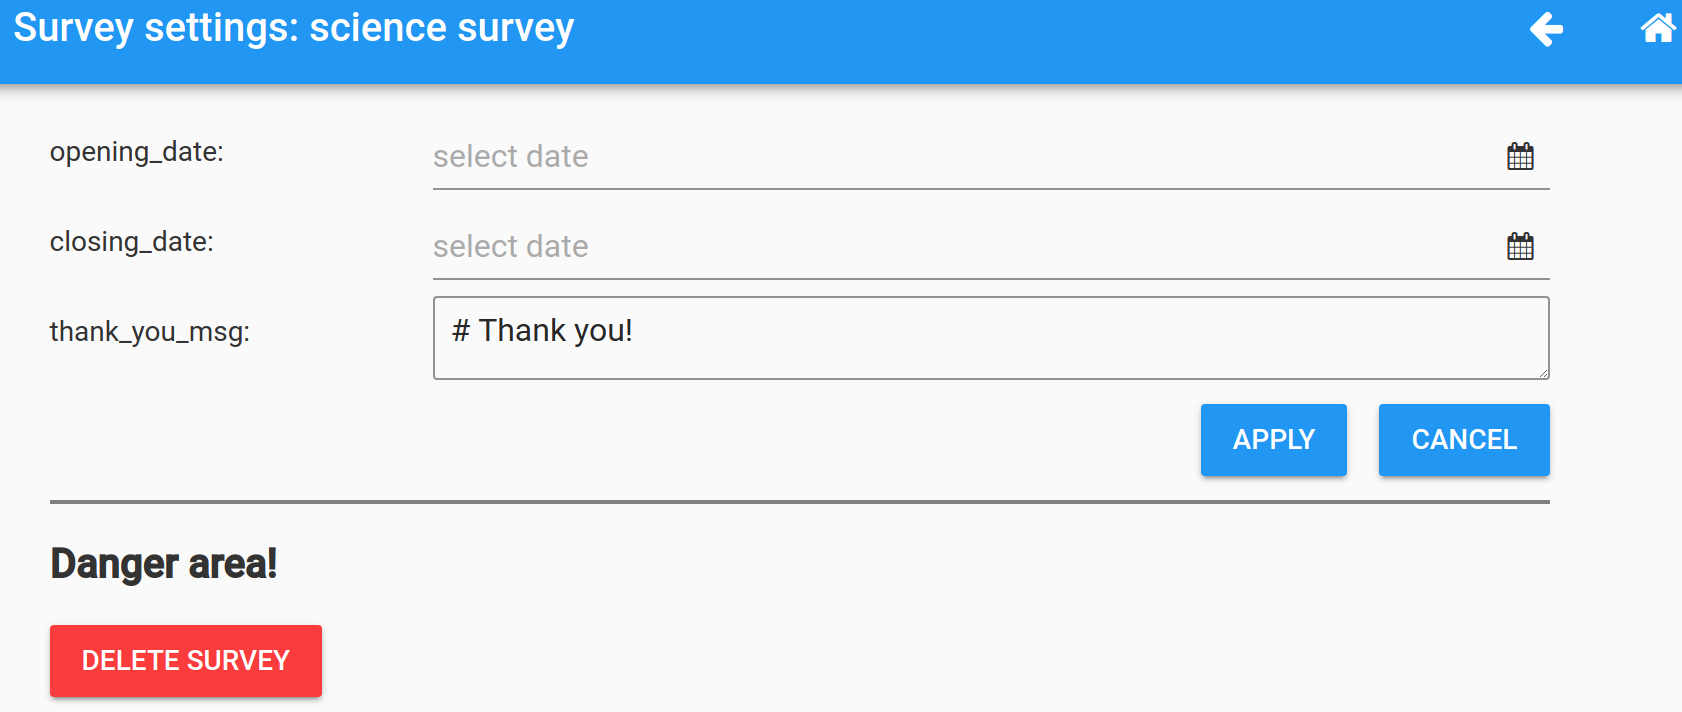 Survey settings: science survey
opening_date:
select date
closing_date:
select date
thank_you_msg:
# Thank you!
APPLY
CANCEL
Danger area!
DELETE SURVEY